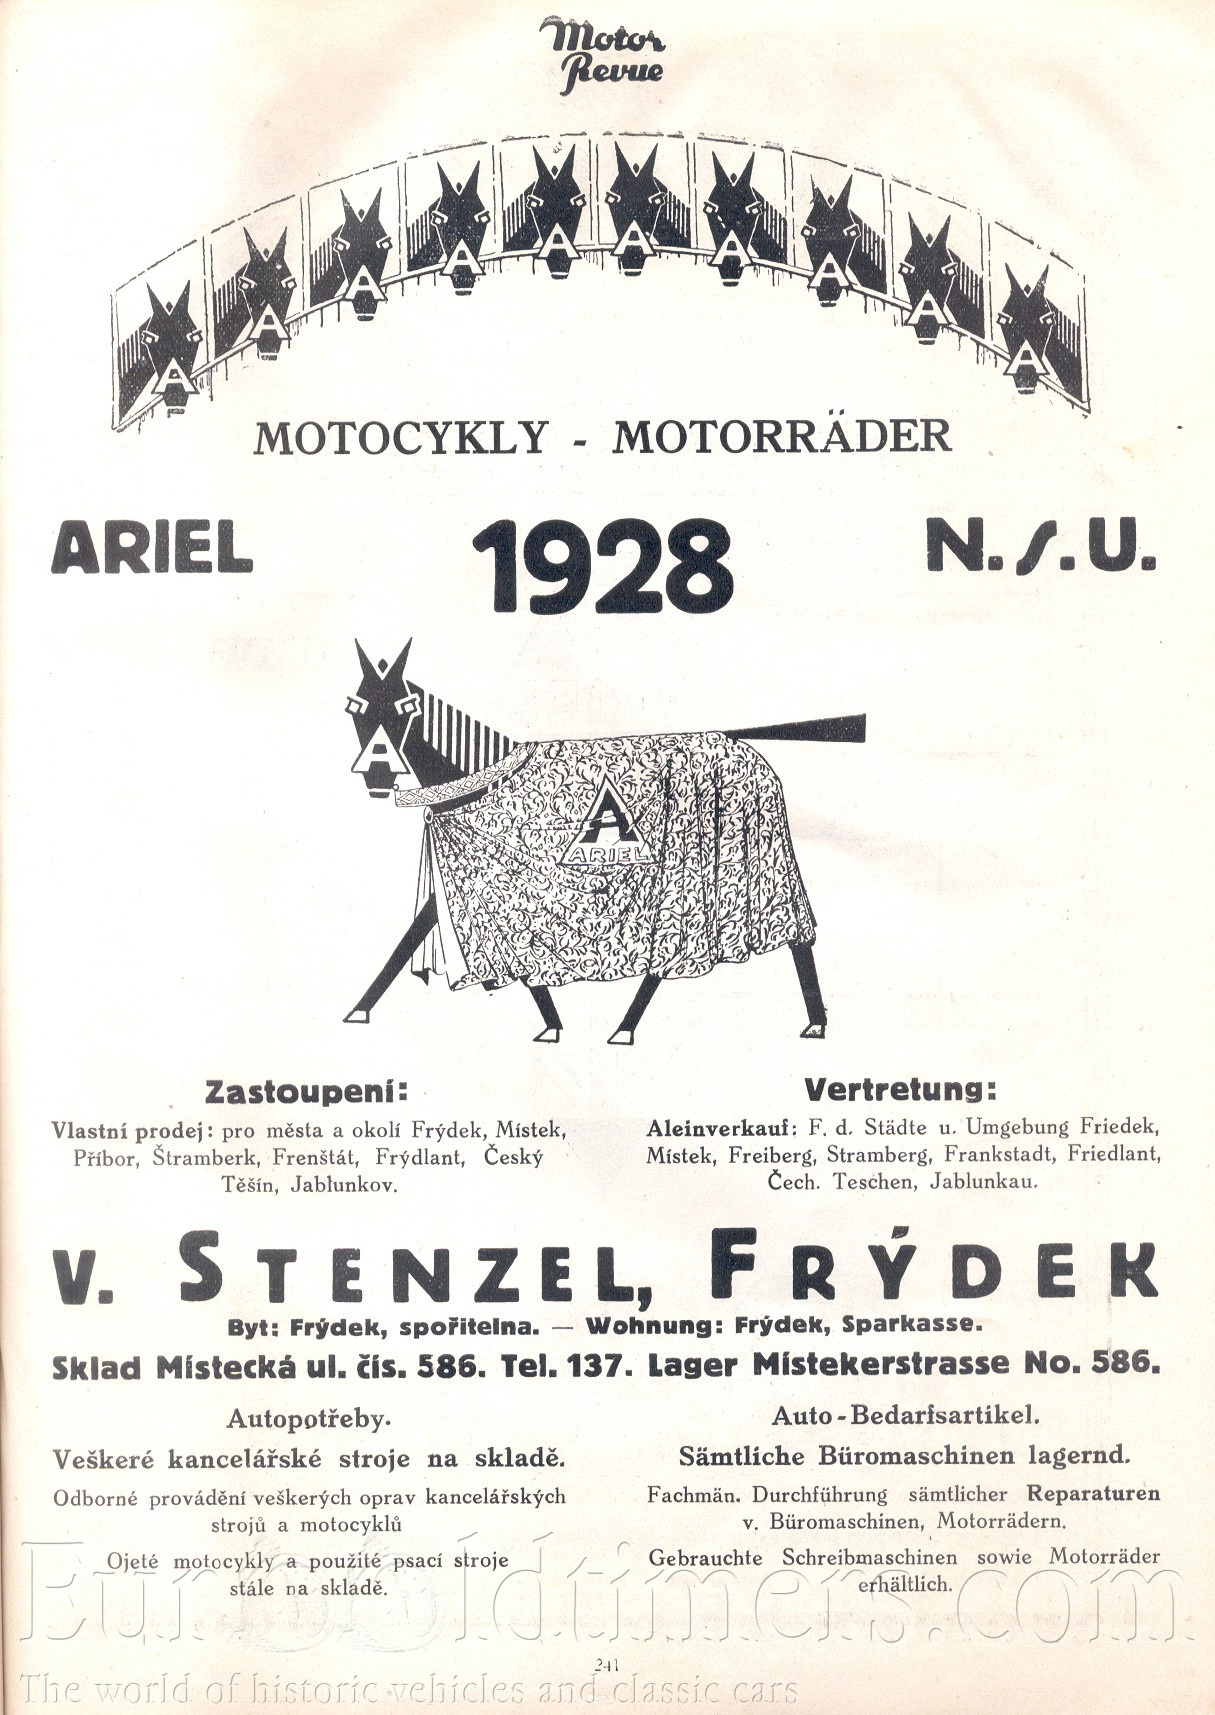 Motor
Revue
A A A A A A A A A A
MOTOCYKLY - MOTORRÄDER
ARIEL 1928 N.S.U.
A
A
ARIEL
Zastoupení:
Vlastní prodej: pro města a okolí Frýdek, Místek,
Příbor, Štramberk, Frenštát, Frýdlant, Český
Těšín, Jablunkov.
Vertretung:
Aleinverkauf: F. d. Städte u. Umgebung Friedek,
Místek, Freiberg, Stramberg, Frankstadt, Friedlant,
Čech. Teschen, Jablunkau.
V. STENZEL, FRÝDEK
Byt: Frýdek, spořitelna. — Wohnung: Frýdek, Sparkasse.
Sklad Místecká ul. čís. 586. Tel. 137. Lager Místekerstrasse No. 586.
Autopotřeby.
Veškeré kancelářské stroje na skladě.
Odborné provádění veškerých oprav kancelářských
strojů a motocyklů
Ojeté motocykly a použité psací stroje
stále na skladě.
Auto-Bedarfsartikel.
Sämtliche Büromaschinen lagernd.
Fachmän. Durchführung sämtlicher Reparaturen
v. Büromaschinen, Motorrädern.
Gebrauchte Schreibmaschinen sowie Motorräder
erhältlich.
EuroOldtimers.com
241
The world of historic vehicles and classic cars